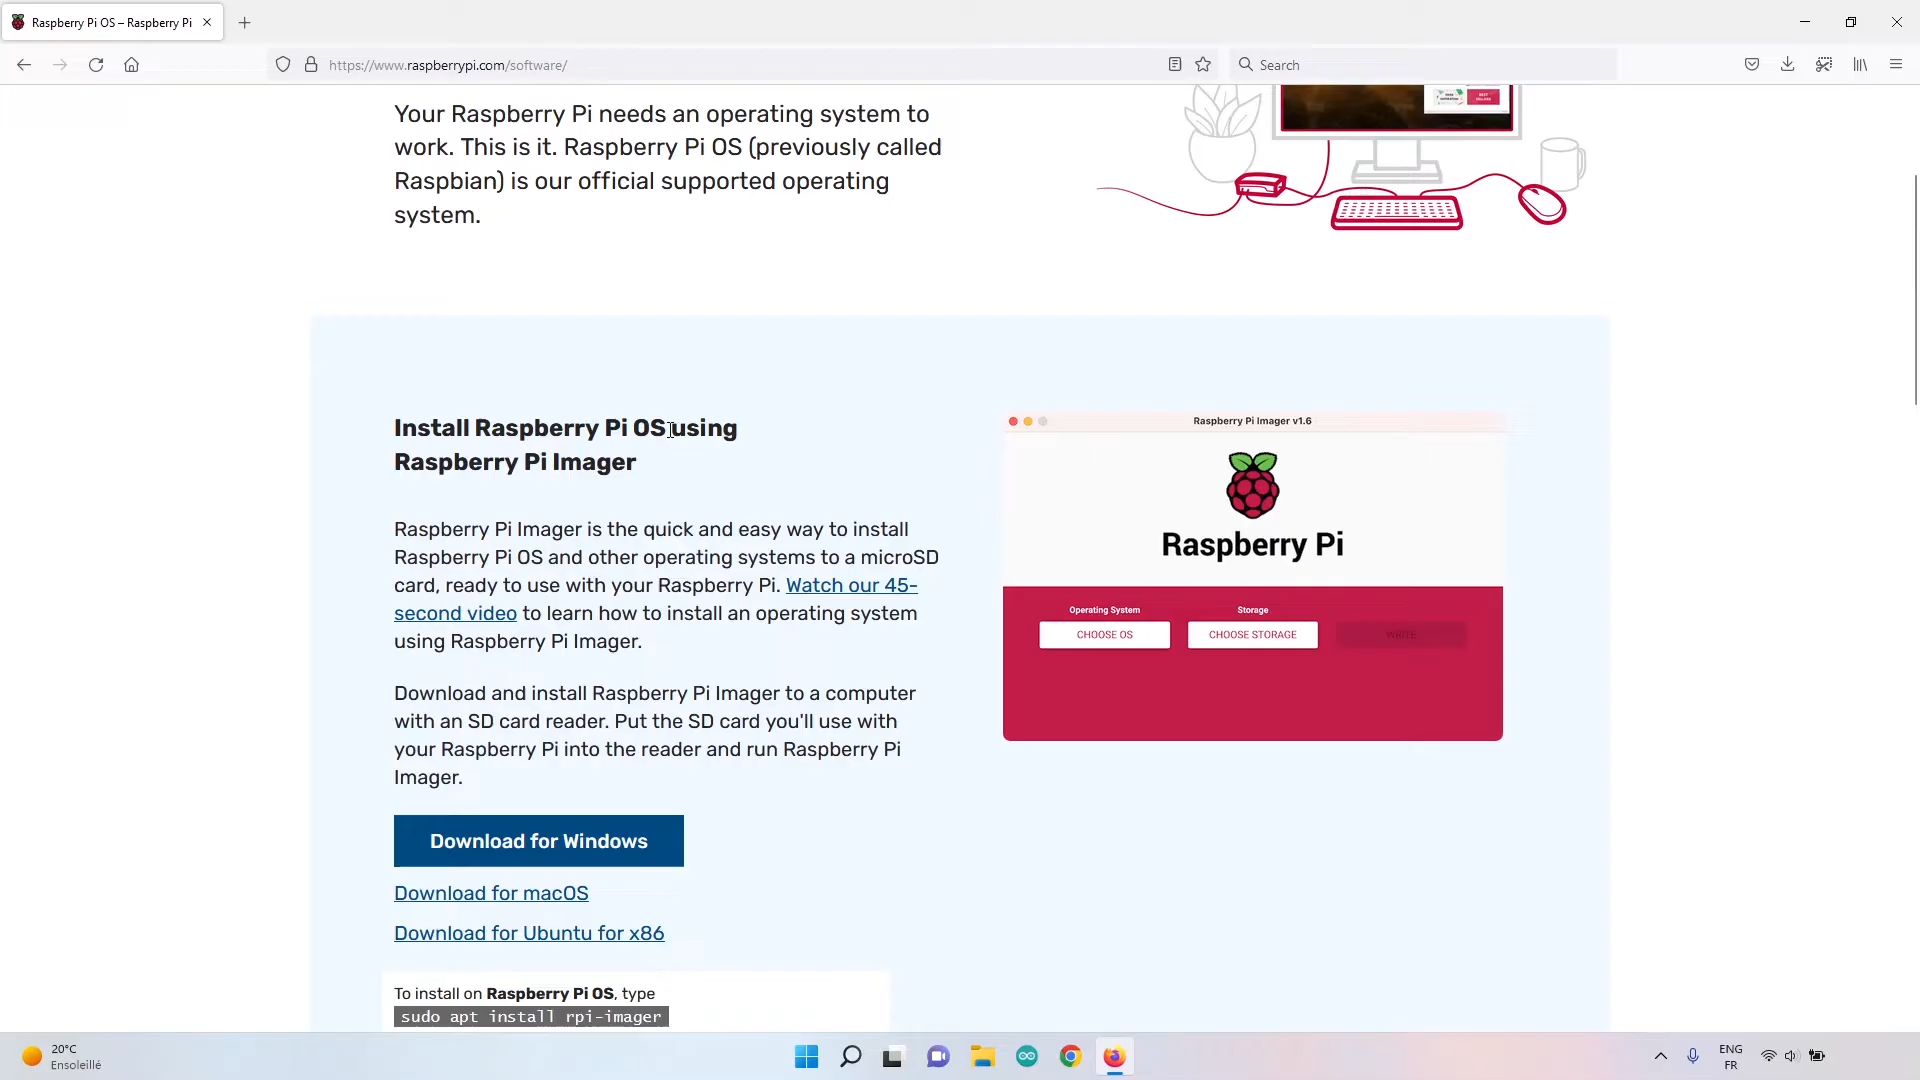 Raspberry Pi OS – Raspberry Pi
https://www.raspberrypi.com/software/
Search
Your Raspberry Pi needs an operating system to
work. This is it. Raspberry Pi OS (previously called
Raspbian) is our official supported operating
system.
Install Raspberry Pi OS using
Raspberry Pi Imager
Raspberry Pi Imager is the quick and easy way to install
Raspberry Pi OS and other operating systems to a microSD
card, ready to use with your Raspberry Pi. Watch our 45-
second video to learn how to install an operating system
using Raspberry Pi Imager.
Download and install Raspberry Pi Imager to a computer
with an SD card reader. Put the SD card you'll use with
your Raspberry Pi into the reader and run Raspberry Pi
Imager.
Download for Windows
Download for macOS
Download for Ubuntu for x86
To install on Raspberry Pi OS, type
sudo apt install rpi-imager
Raspberry Pi Imager v1.6
Raspberry Pi
Operating System Storage
CHOOSE OS CHOOSE STORAGE WRITE
20°C
Ensoleillé
ENG
FR